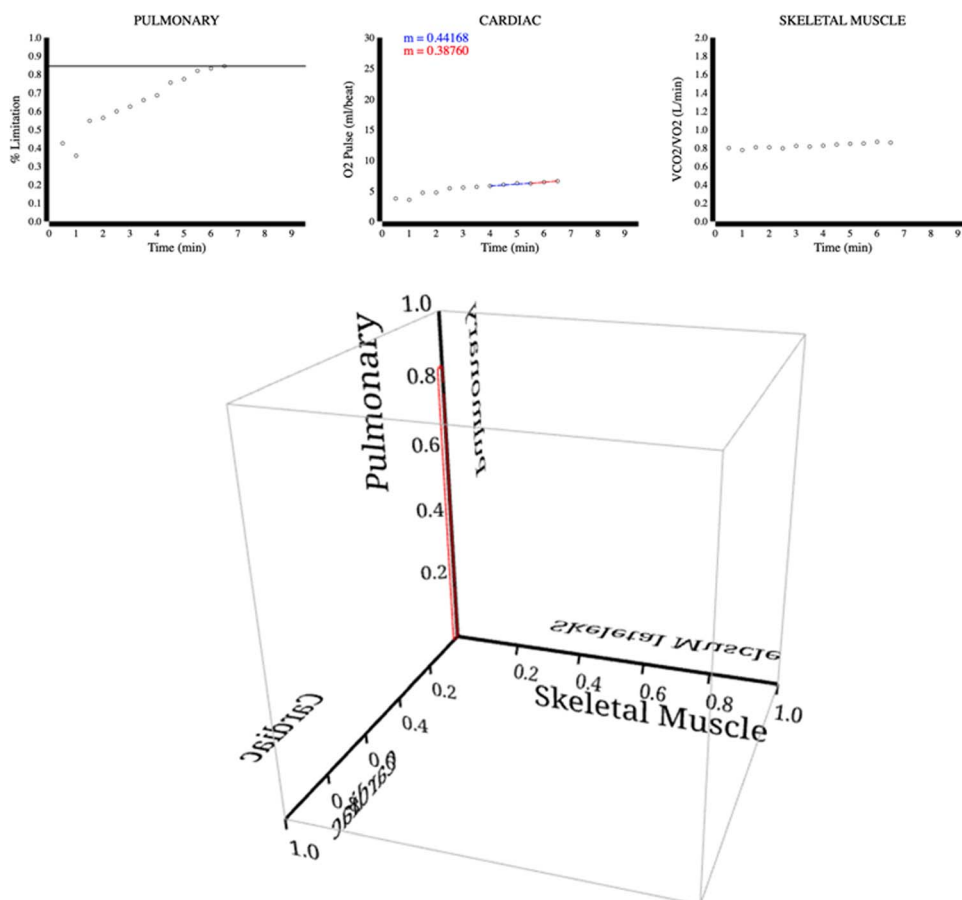 PULMONARY
1.0
0.9
0.8
0.7
0.6
0.5
0.4
0.3
0.2
0.1
0.0
% Limitation
0 1 2 3 4 5 6 7 8 9
Time (min)
CARDIAC
m = 0.44168
m = 0.38760
30
25
20
15
10
5
0
O2 Pulse (ml/beat)
0 1 2 3 4 5 6 7 8 9
Time (min)
SKELETAL MUSCLE
2.0
1.8
1.6
1.4
1.2
1.0
0.8
0.6
0.4
0.2
0.0
VCO2/VO2 (L/min)
0 1 2 3 4 5 6 7 8 9
Time (min)
1.0
0.8
0.6
0.4
0.2
Pulmonary
Pulmonary
Skeletal Muscle
0.2 0.4 0.6 0.8 1.0
Skeletal Muscle
0.2
0.4
1.0
Cardiac
Cardiac